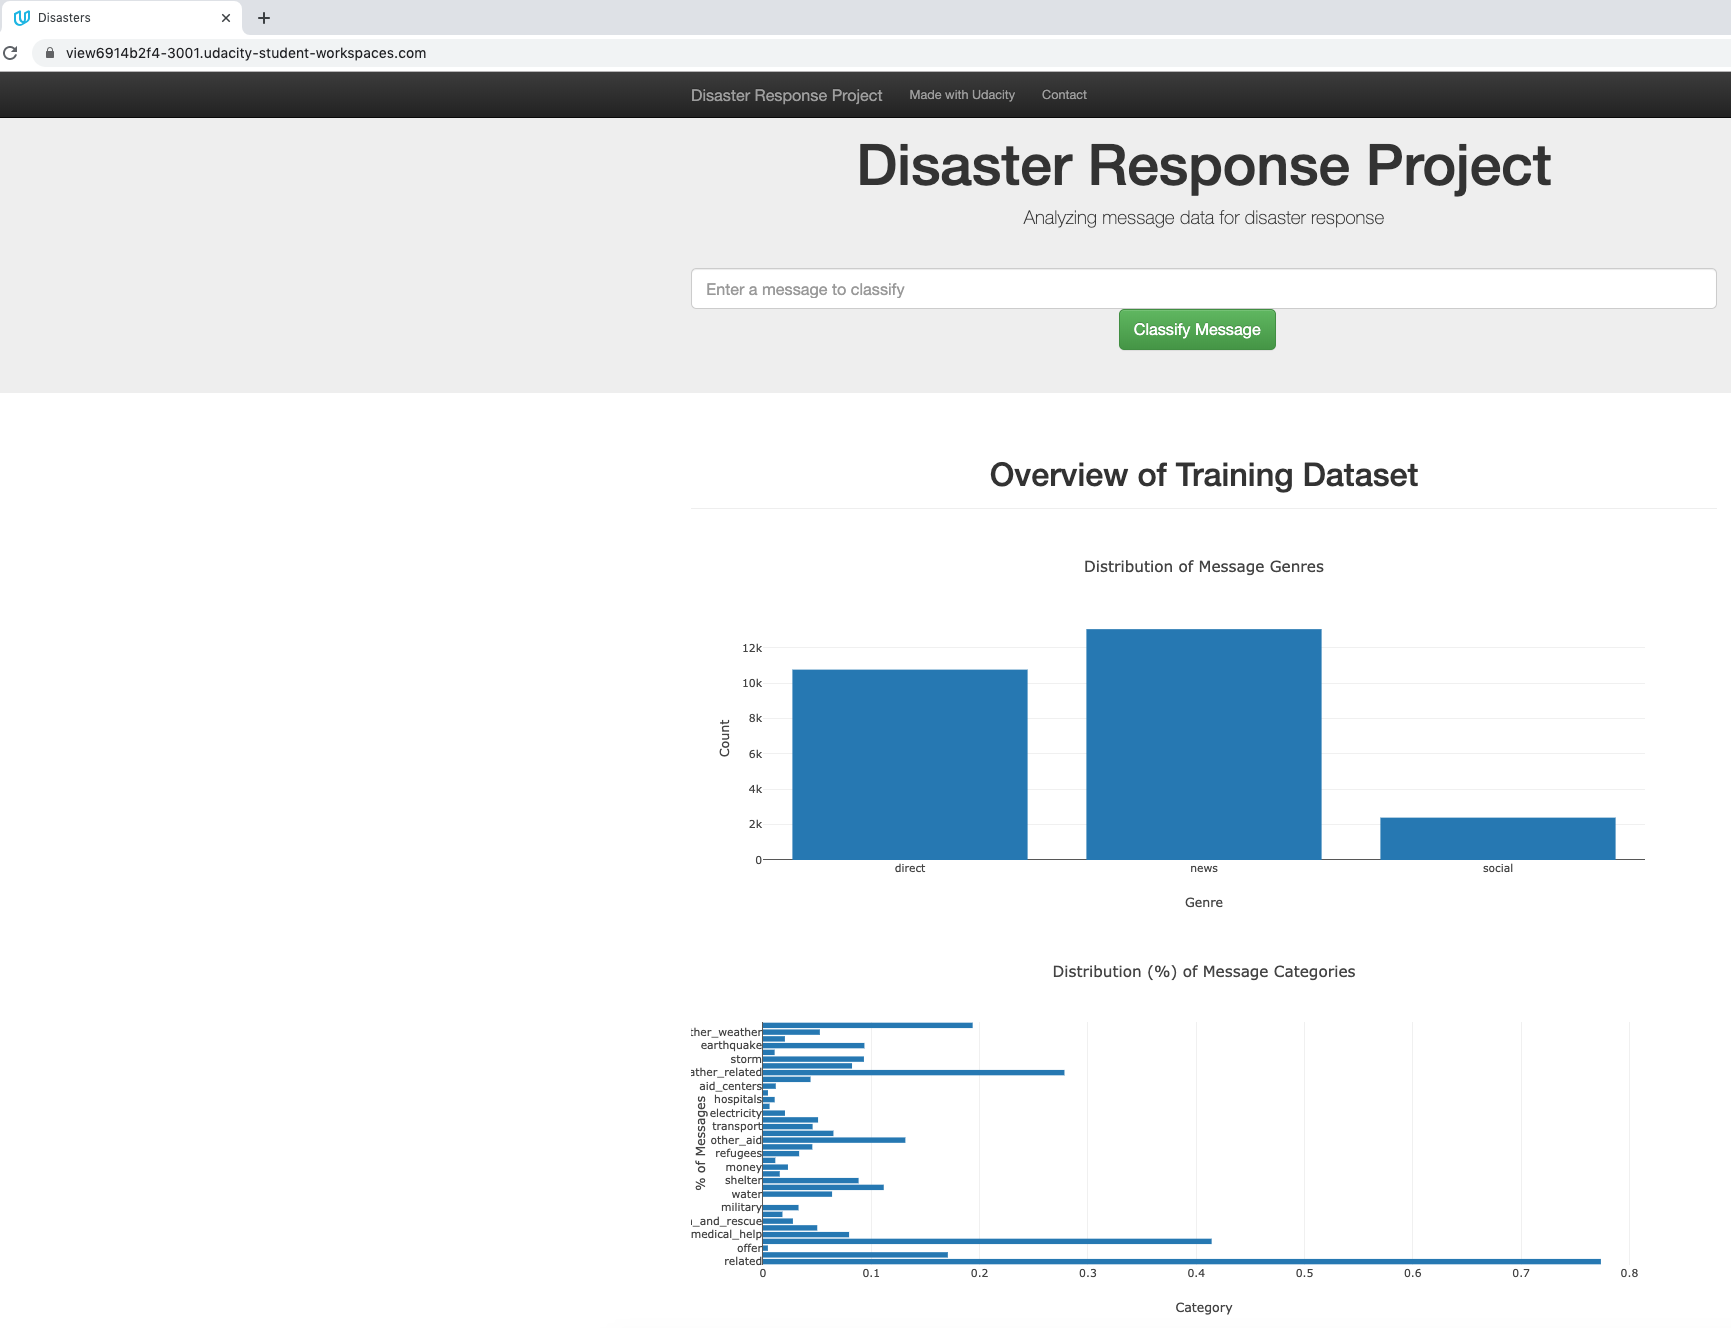 Disasters
view6914b2f4-3001.udacity-student-workspaces.com
Disaster Response Project Made with Udacity Contact
Disaster Response Project
Analyzing message data for disaster response
Enter a message to classify
Classify Message
Overview of Training Dataset
Distribution of Message Genres
12k
10k
8k
6k
4k
2k
0
Count
direct news social
Genre
Distribution (%) of Message Categories
ther_weather
earthquake
storm
ather_related
aid_centers
hospitals
electricity
transport
other_aid
refugees
money
shelter
water
military
_and_rescue
medical_help
offer
related
% of Messages
0 0.1 0.2 0.3 0.4 0.5 0.6 0.7 0.8
Category